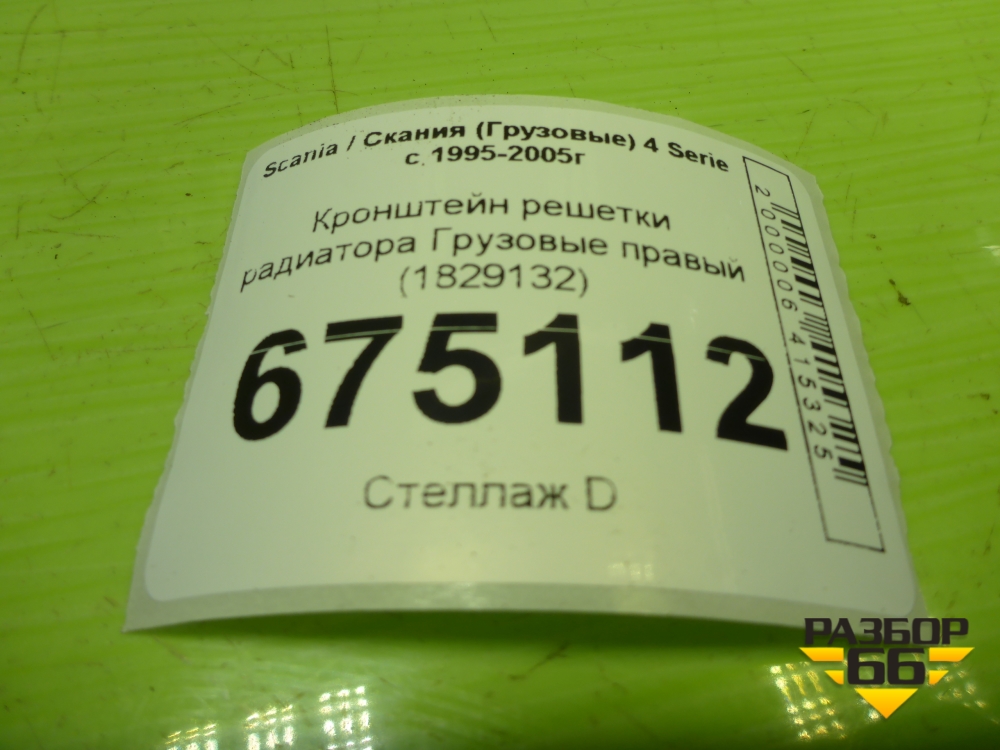 Scania / Скания (Грузовые) 4 Serie
с 1995-2005г
Кронштейн решетки
радиатора Грузовые правый
(1829132)
675112
Стеллаж D
2000006415325
РАЗБОР
66